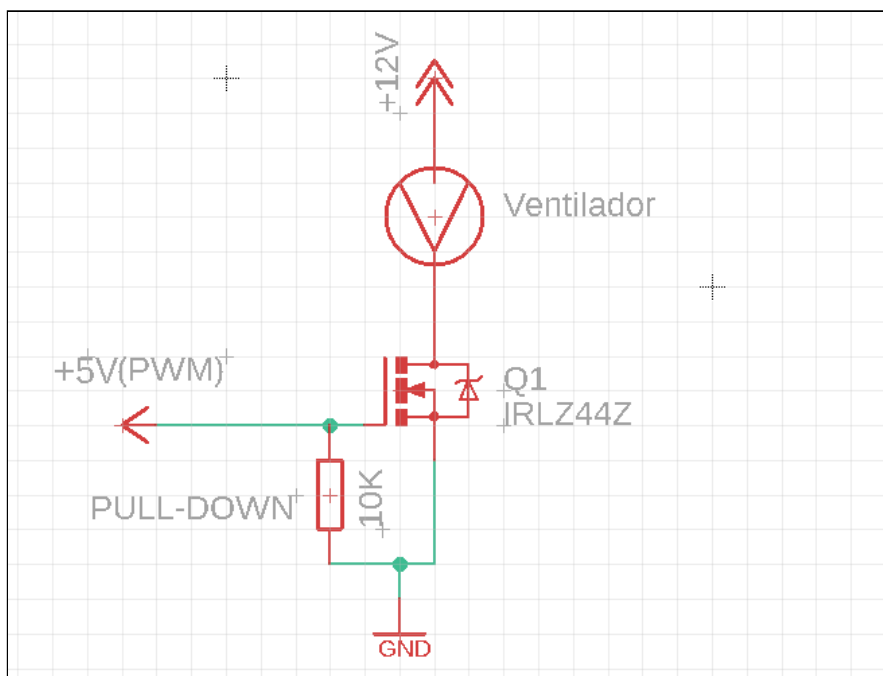 +12V
Ventilador
+5V(PWM)
Q1
IRLZ44Z
PULL-DOWN
10K
GND